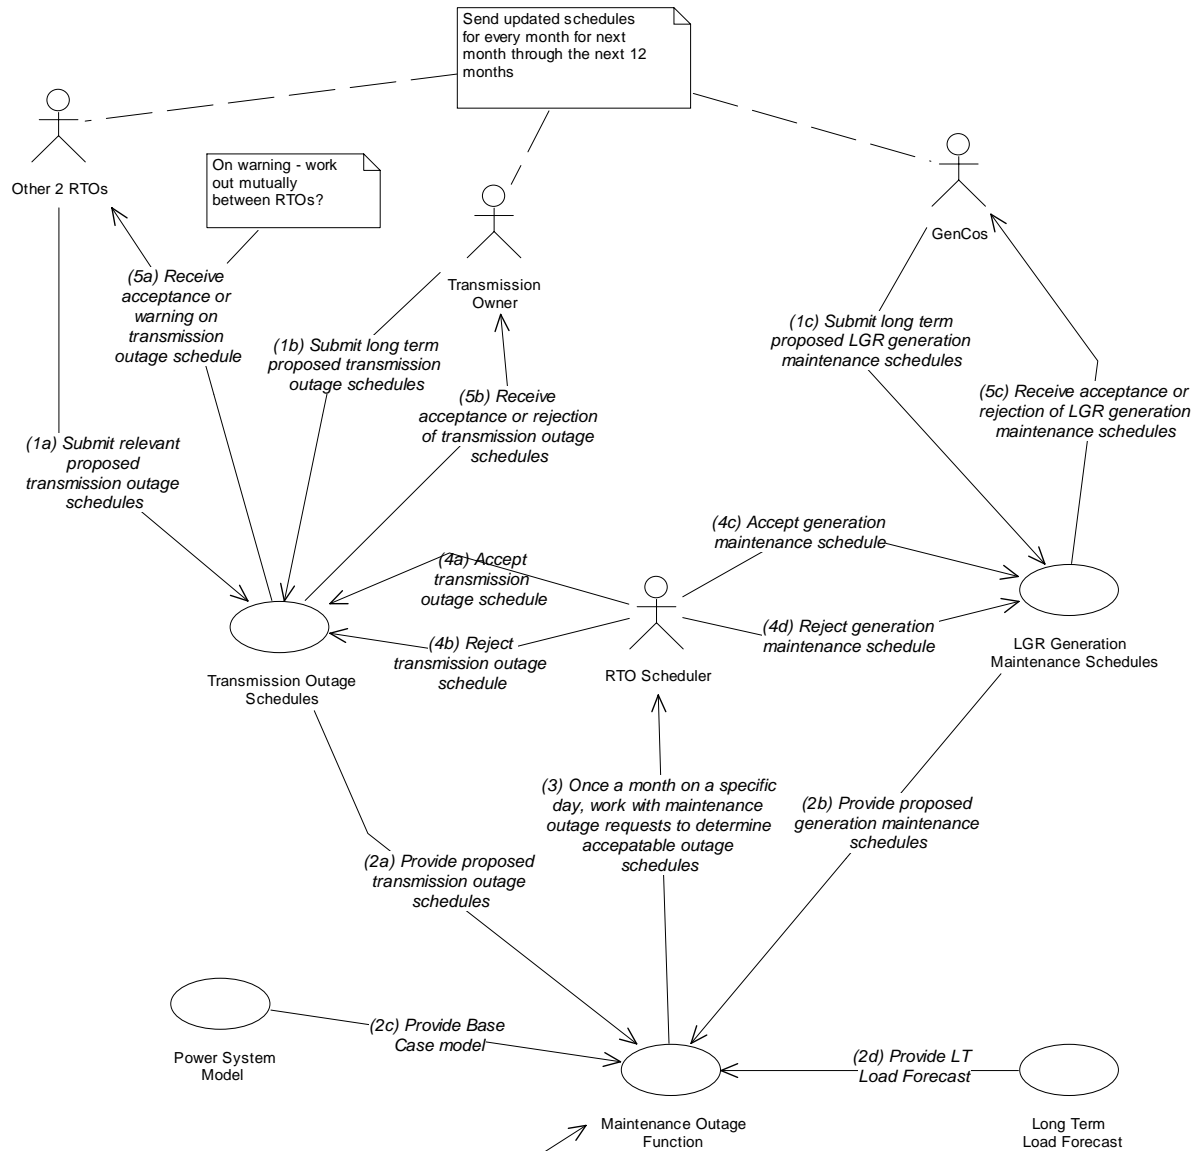 Send updated schedules
for every month for next
month through the next 12
months
On warning - work
out mutually
between RTOs?
Other 2 RTOs
GenCos
Transmission
Owner
(5a) Receive
acceptance or
warning on
transmission
outage schedule
(1b) Submit long term
proposed transmission
outage schedules
(1c) Submit long term
proposed LGR generation
maintenance schedules
(5b) Receive
acceptance or rejection
of transmission outage
schedules
(5c) Receive acceptance or
rejection of LGR generation
maintenance schedules
(1a) Submit relevant
proposed
transmission outage
schedules
(4c) Accept generation
maintenance schedule
(4a) Accept
transmission
outage schedule
(4b) Reject
transmission outage
schedule
(4d) Reject generation
maintenance schedule
RTO Scheduler
LGR Generation
Maintenance Schedules
Transmission Outage
Schedules
(3) Once a month on a specific
day, work with maintenance
outage requests to determine
accepatable outage
schedules
(2b) Provide proposed
generation maintenance
schedules
(2a) Provide proposed
transmission outage
schedules
(2c) Provide Base
Case model
Power System
Model
(2d) Provide LT
Load Forecast
Maintenance Outage
Function
Long Term
Load Forecast